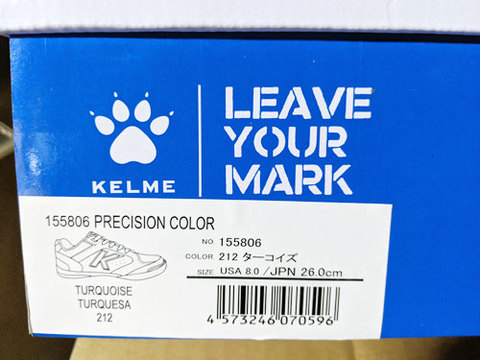 KELME
LEAVE
YOUR
MARK
155806 PRECISION COLOR
K
TURQUOISE
TURQUESA
212
NO. 155806
COLOR. 212 ターコイズ
SIZE USA 8.0 /JPN 26.0cm
4 573246 070596